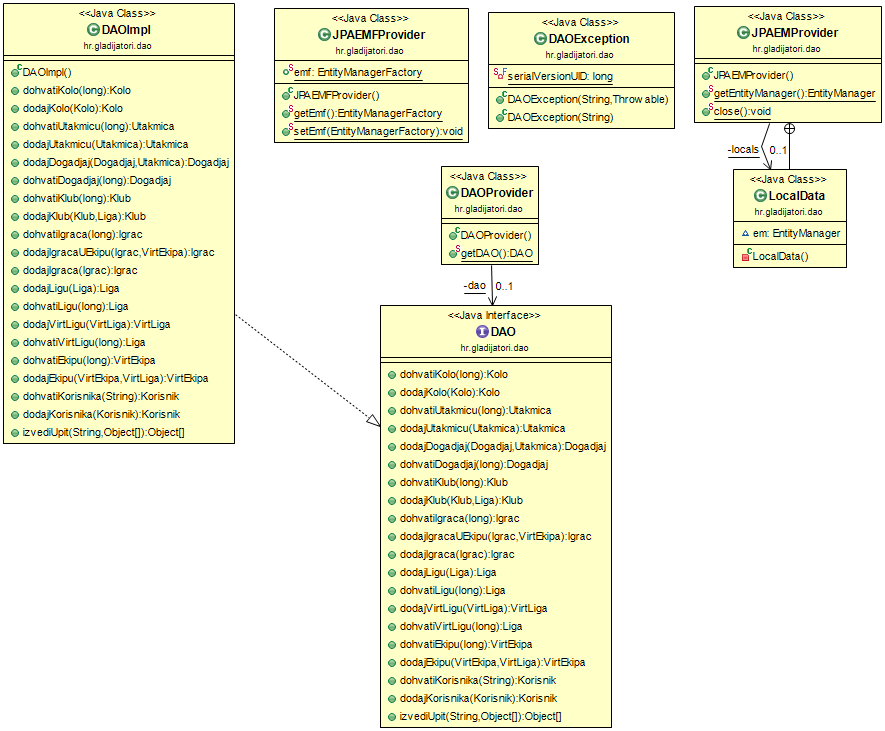 <<Java Class>>
DAOImpl
hr.gladijatori.dao
DAOImpl()
dohvatiKolo(long):Kolo
dodajKolo(Kolo):Kolo
dohvatiUtakmicu(long):Utakmica
dodajUtakmicu(Utakmica):Utakmica
dodajDogadjaj(Dogadjaj,Utakmica):Dogadjaj
dohvatiDogadjaj(long):Dogadjaj
dohvatiKlub(long):Klub
dodajKlub(Klub,Liga):Klub
dohvatiIgraca(long):Igrac
dodajIgracaUEkipu(Igrac,VirtEkipa):Igrac
dodajIgraca(Igrac):Igrac
dodajLigu(Liga):Liga
dohvatiLigu(long):Liga
dodajVirtLigu(VirtLiga):VirtLiga
dohvatiVirtLigu(long):Liga
dohvatiEkipu(long):VirtEkipa
dodajEkipu(VirtEkipa,VirtLiga):VirtEkipa
dohvatiKorisnika(String):Korisnik
dodajKorisnika(Korisnik):Korisnik
izvediUpit(String,Object[]):Object[]
<<Java Class>>
JPAEMFProvider
hr.gladijatori.dao
emf: EntityManagerFactory
JPAEMFProvider()
getEmf():EntityManagerFactory
setEmf(EntityManagerFactory):void
<<Java Class>>
DAOException
hr.gladijatori.dao
serialVersionUID: long
DAOException(String,Throwable)
DAOException(String)
<<Java Class>>
JPAEMProvider
hr.gladijatori.dao
JPAEMProvider()
getEntityManager():EntityManager
close():void
-locals
0..1
<<Java Class>>
LocalData
hr.gladijatori.dao
em: EntityManager
LocalData()
<<Java Class>>
DAOProvider
hr.gladijatori.dao
DAOProvider()
getDAO():DAO
-dao
0..1
<<Java Interface>>
DAO
hr.gladijatori.dao
dohvatiKolo(long):Kolo
dodajKolo(Kolo):Kolo
dohvatiUtakmicu(long):Utakmica
dodajUtakmicu(Utakmica):Utakmica
dodajDogadjaj(Dogadjaj,Utakmica):Dogadjaj
dohvatiDogadjaj(long):Dogadjaj
dohvatiKlub(long):Klub
dodajKlub(Klub,Liga):Klub
dohvatiIgraca(long):Igrac
dodajIgracaUEkipu(Igrac,VirtEkipa):Igrac
dodajIgraca(Igrac):Igrac
dodajLigu(Liga):Liga
dohvatiLigu(long):Liga
dodajVirtLigu(VirtLiga):VirtLiga
dohvatiVirtLigu(long):Liga
dohvatiEkipu(long):VirtEkipa
dodajEkipu(VirtEkipa,VirtLiga):VirtEkipa
dohvatiKorisnika(String):Korisnik
dodajKorisnika(Korisnik):Korisnik
izvediUpit(String,Object[]):Object[]